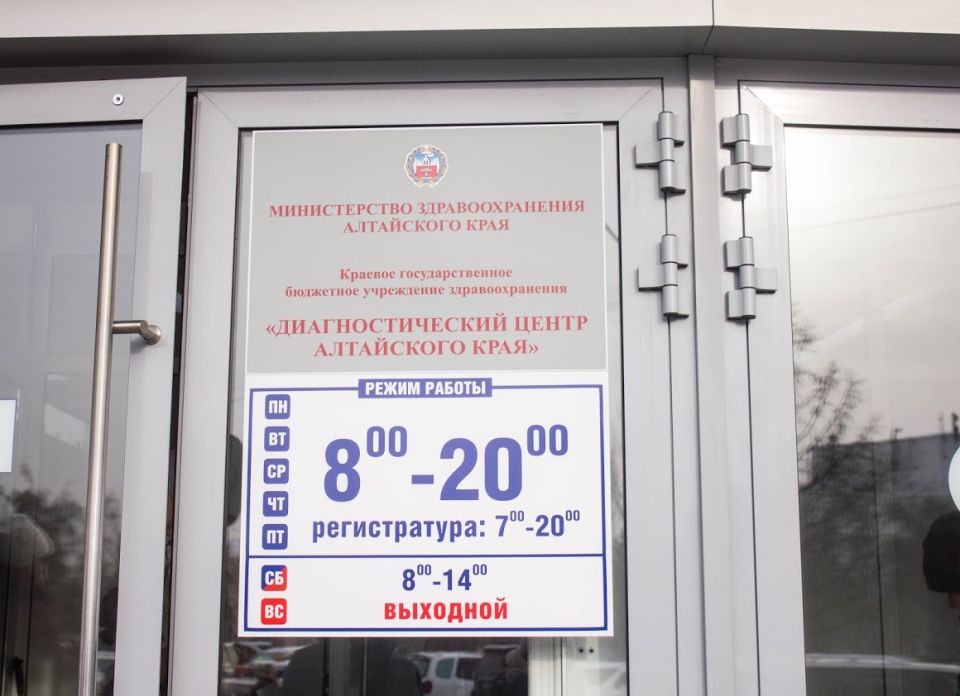 МИНИСТЕРСТВО ЗДРАВООХРАНЕНИЯ
АЛТАЙСКОГО КРАЯ
Краевое государственное
бюджетное учреждение здравоохранения
«ДИАГНОСТИЧЕСКИЙ ЦЕНТР
АЛТАЙСКОГО КРАЯ»
РЕЖИМ РАБОТЫ
ПН
ВТ
СР
ЧТ
ПТ
8⁰⁰-20⁰⁰
регистратура: 7⁰⁰-20⁰⁰
СБ 8⁰⁰-14⁰⁰
ВС ВЫХОДНОЙ